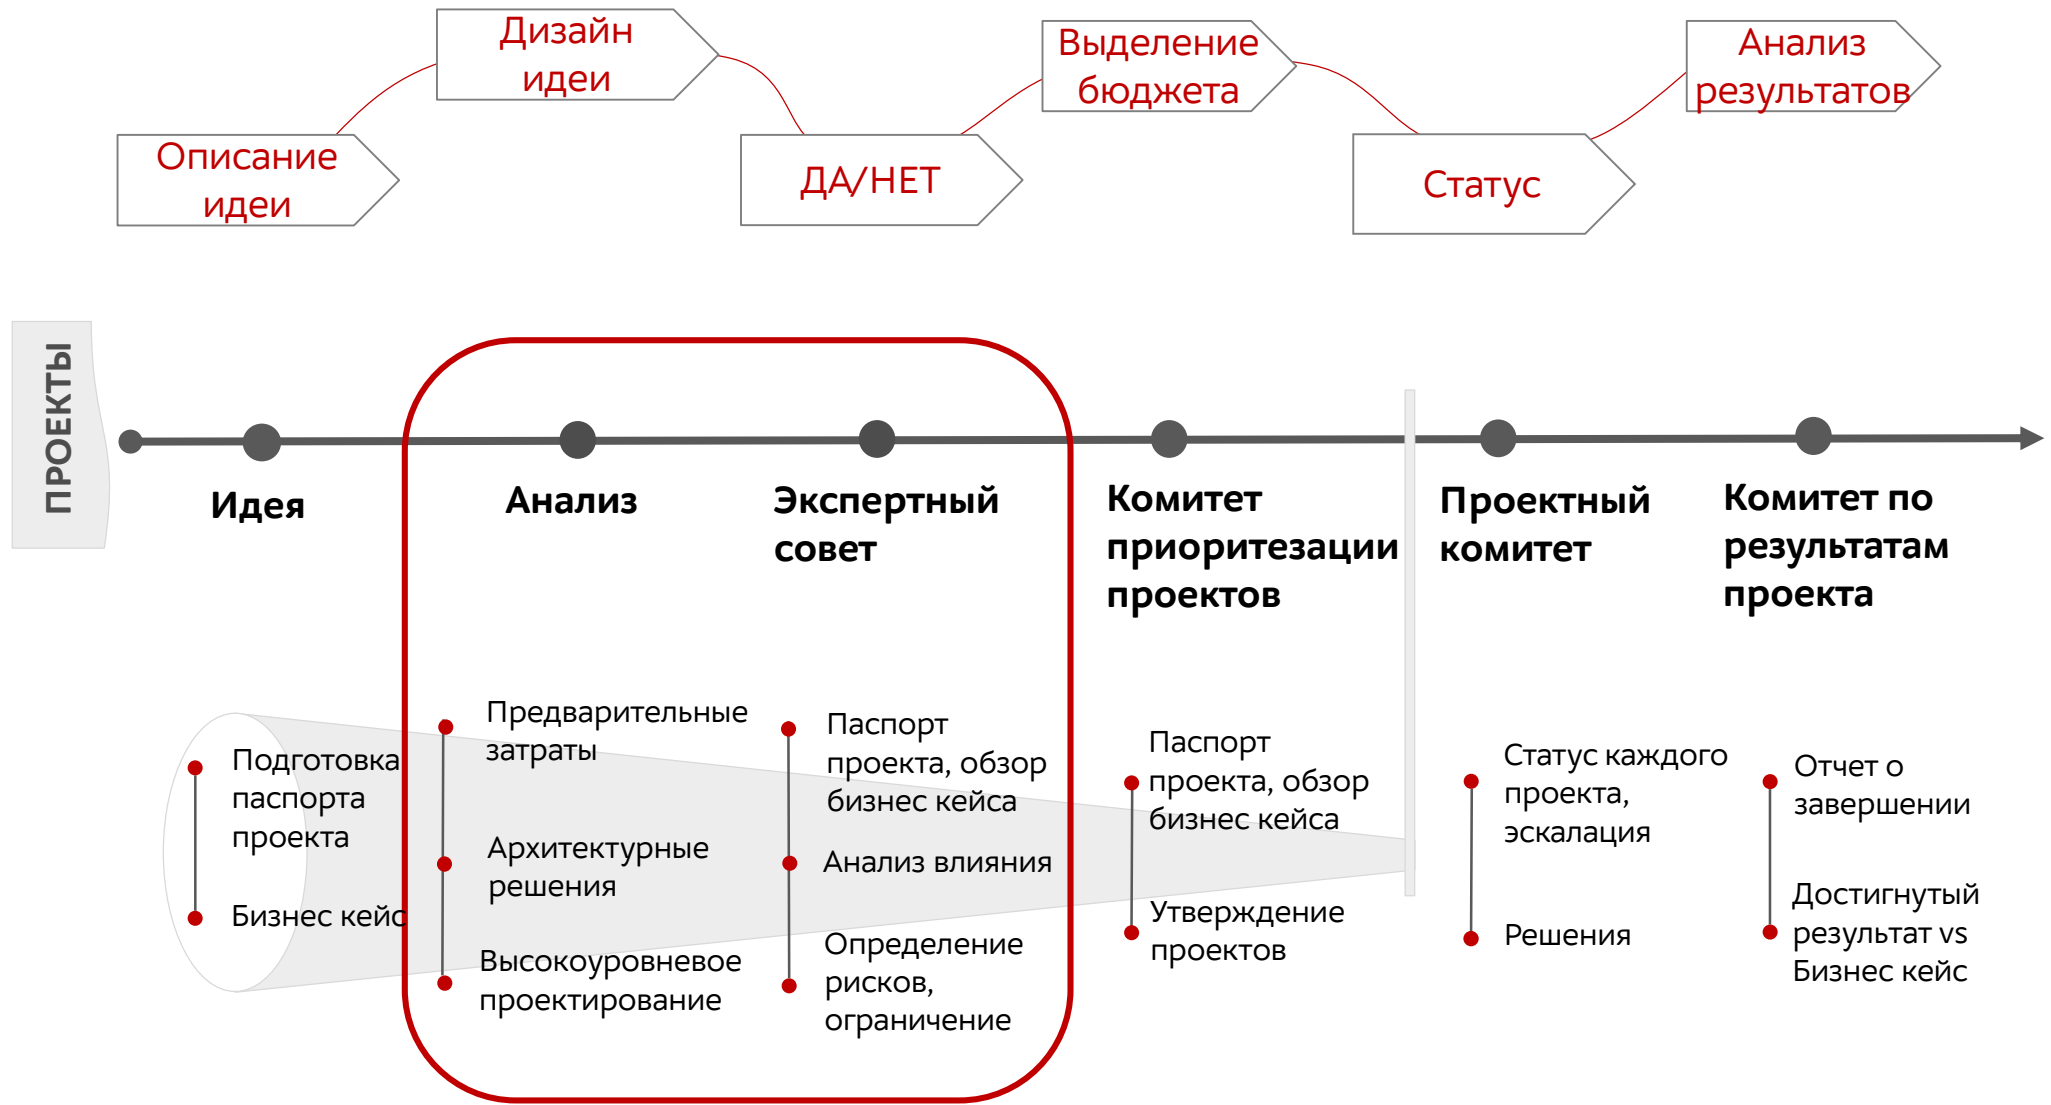 Дизайн
идеи
Выделение
бюджета
Анализ
результатов
Описание
идеи
ДА/НЕТ
Статус
ПРОЕКТЫ
Идея
Анализ
Экспертный
совет
Комитет
приоритезации
проектов
Проектный
комитет
Комитет по
результатам
проекта
Подготовка
паспорта
проекта
Бизнес кейс
Предварительные
затраты
Архитектурные
решения
Высокоуровневое
проектирование
Паспорт
проекта, обзор
бизнес кейса
Анализ влияния
Определение
рисков,
ограничение
Паспорт
проекта, обзор
бизнес кейса
Утверждение
проектов
Статус каждого
проекта,
эскалация
Решения
Отчет о
завершении
Достигнутый
результат vs
Бизнес кейс